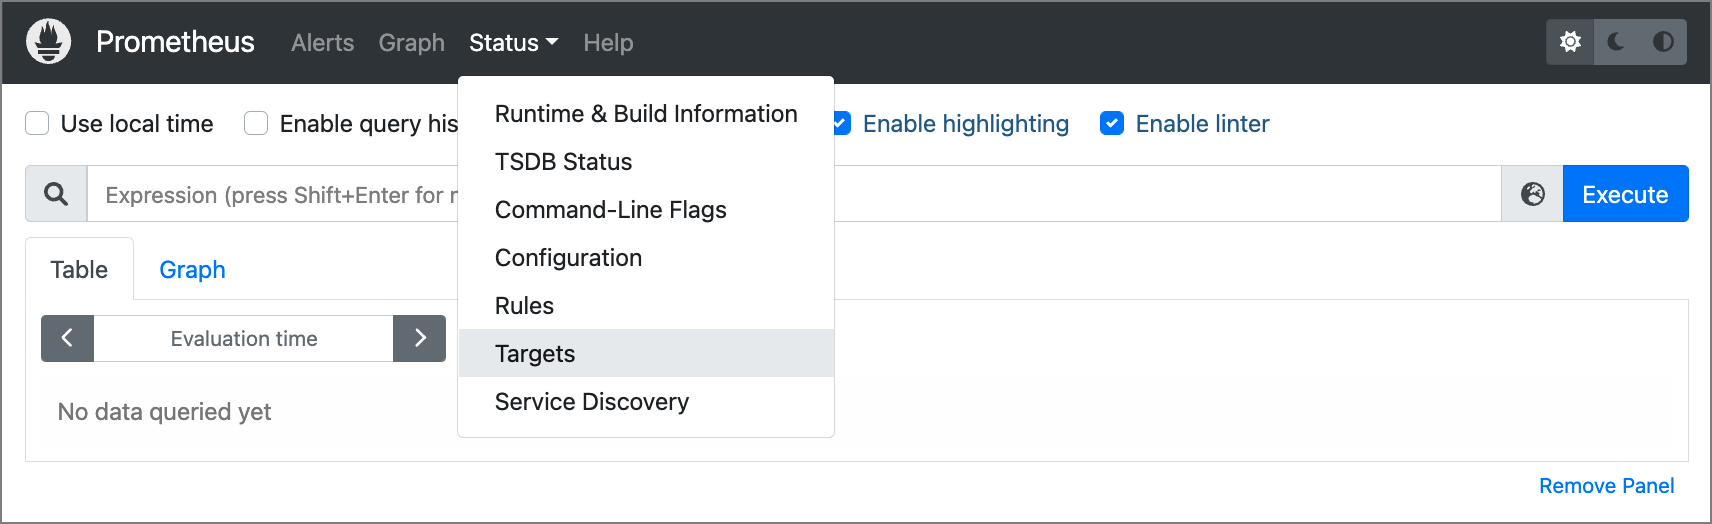 Prometheus Alerts Graph Status Help
Runtime & Build Information
Use local time Enable query his Enable highlighting Enable linter
TSDB Status
Expression (press Shift+Enter for Execute
Command-Line Flags
Configuration
Table Graph
Rules
Evaluation time
Targets
Service Discovery
No data queried yet
Remove Panel